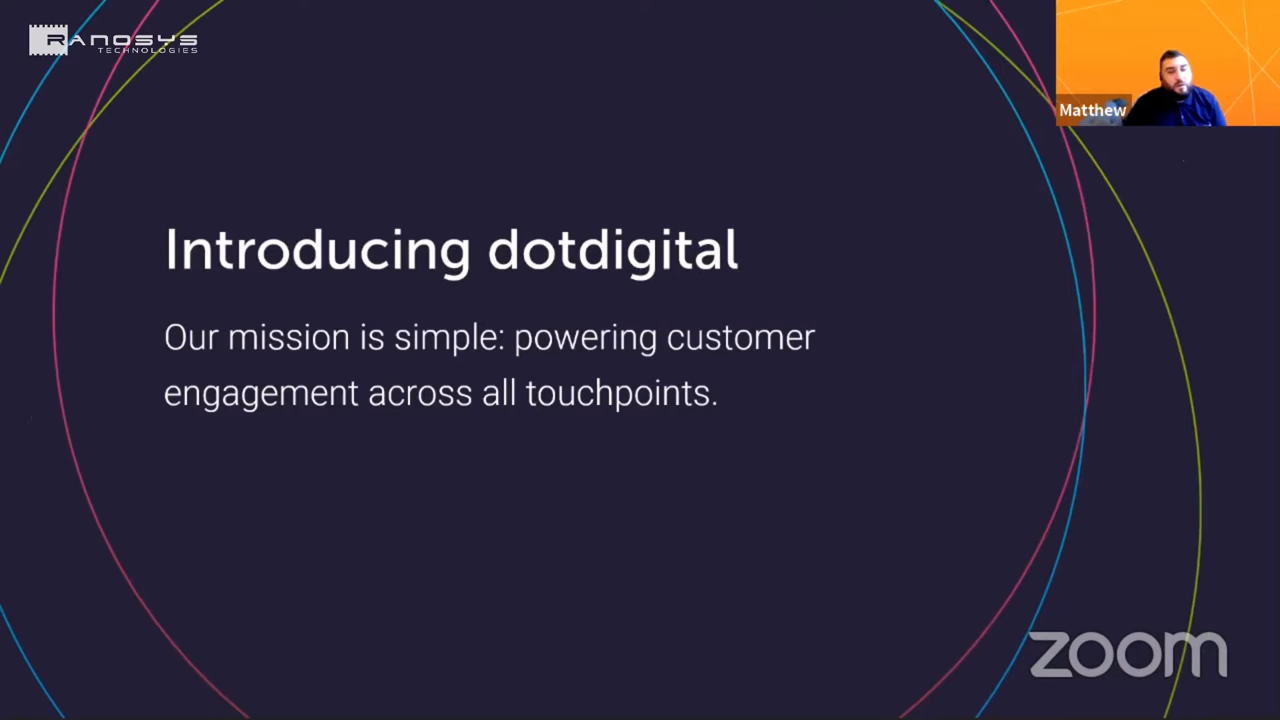 RANOSYS
TECHNOLOGIES
Matthew
Introducing dotdigital
Our mission is simple: powering customer
engagement across all touchpoints.
zoom